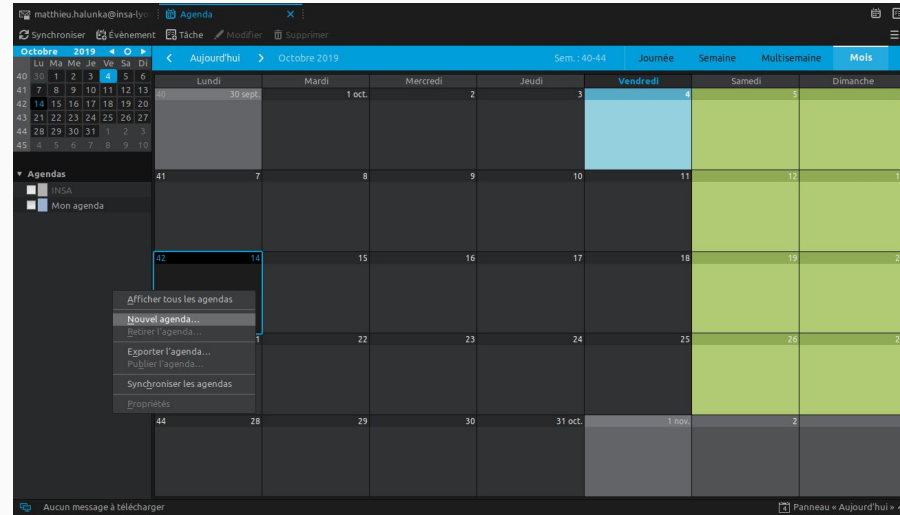 matthieu.halunka@insa-lyo Agenda
Synchroniser Évènement Tâche Modifier Supprimer
Octobre 2019
Lu Ma Me Je Ve Sa Di
40 30 1 2 3 4 5 6
41 7 8 9 10 11 12 13
42 14 15 16 17 18 19 20
43 21 22 23 24 25 26 27
44 28 29 30 31 1 2 3
45 4 5 6 7 8 9 10
Agendas
INSA
Mon agenda
Aujourd'hui Octobre 2019 Sem. : 40-44 Journée Semaine Multisemaine Mois
Lundi Mardi Mercredi Jeudi Vendredi Samedi Dimanche
40 30 sept. 1 oct. 2 3 4 5
41 7 8 9 10 11 12 1
42 14 15 16 17 18 19 2
1 22 23 24 25 26 2
44 28 29 30 31 oct. 1 nov. 2
Afficher tous les agendas
Nouvel agenda...
Retirer l'agenda...
Exporter l'agenda...
Publier l'agenda...
Synchroniser les agendas
Propriétés
Aucun message à télécharger 4 Panneau « Aujourd'hui »